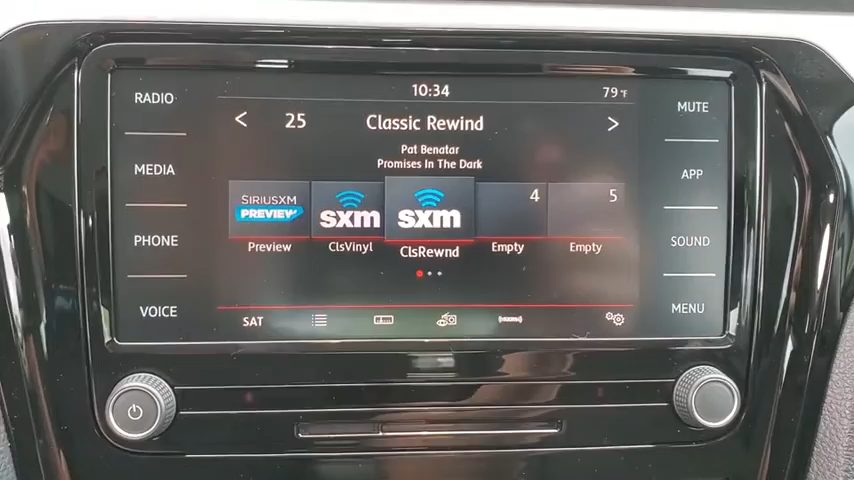 10:34
79°F
RADIO
MEDIA
PHONE
VOICE
< 25 Classic Rewind >
Pat Benatar
Promises In The Dark
SIRIUSXM
PREVIEW
sxm
sxm
4
5
Preview
ClsVinyl
ClsRewnd
Empty
Empty
SAT
MUTE
APP
SOUND
MENU